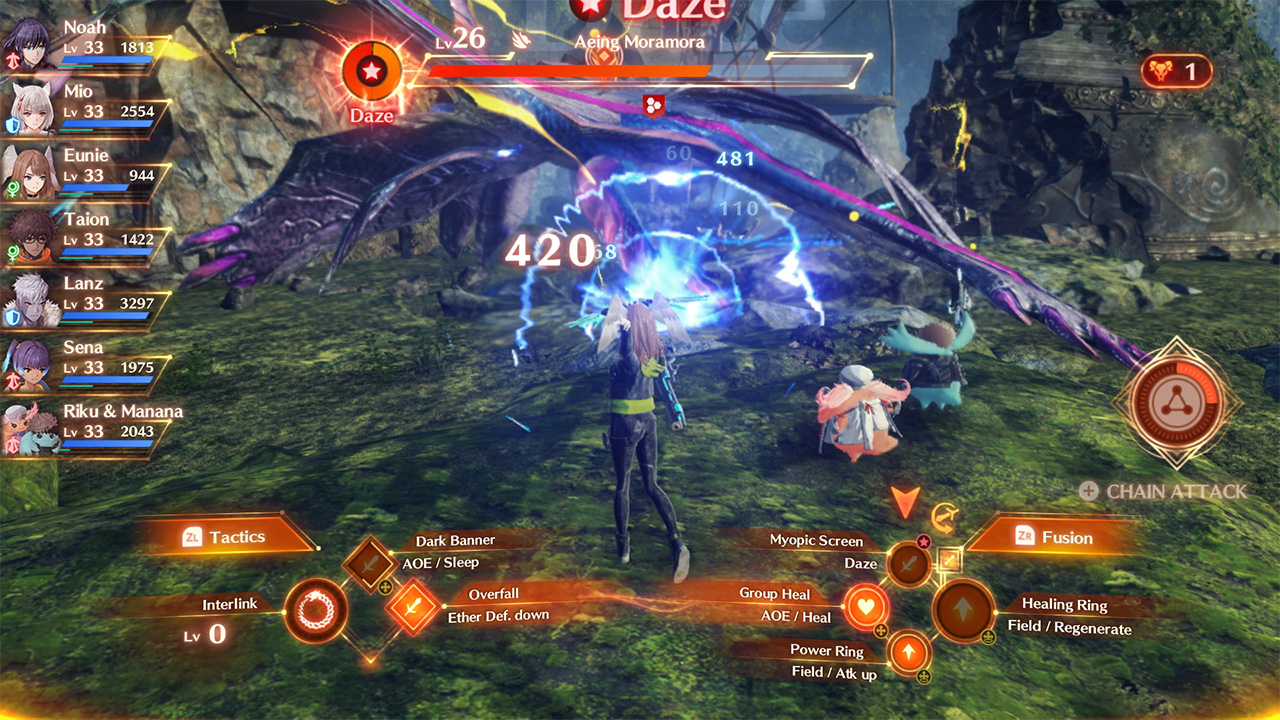 Daze
Lv 26
Aeing Moramora
Daze
1
Noah
Lv 33 1813
Mio
Lv 33 2554
Eunie
Lv 33 944
Taion
Lv 33 1422
Lanz
Lv 33 3297
Sena
Lv 33 1975
Riku & Manana
Lv 33 2043
60
481
110
420
68
CHAIN ATTACK
ZL Tactics
Dark Banner
AOE / Sleep
Interlink
Lv 0
Overfall
Ether Def. down
Myopic Screen
Daze
ZR Fusion
Group Heal
AOE / Heal
Healing Ring
Field / Regenerate
Power Ring
Field / Atk up